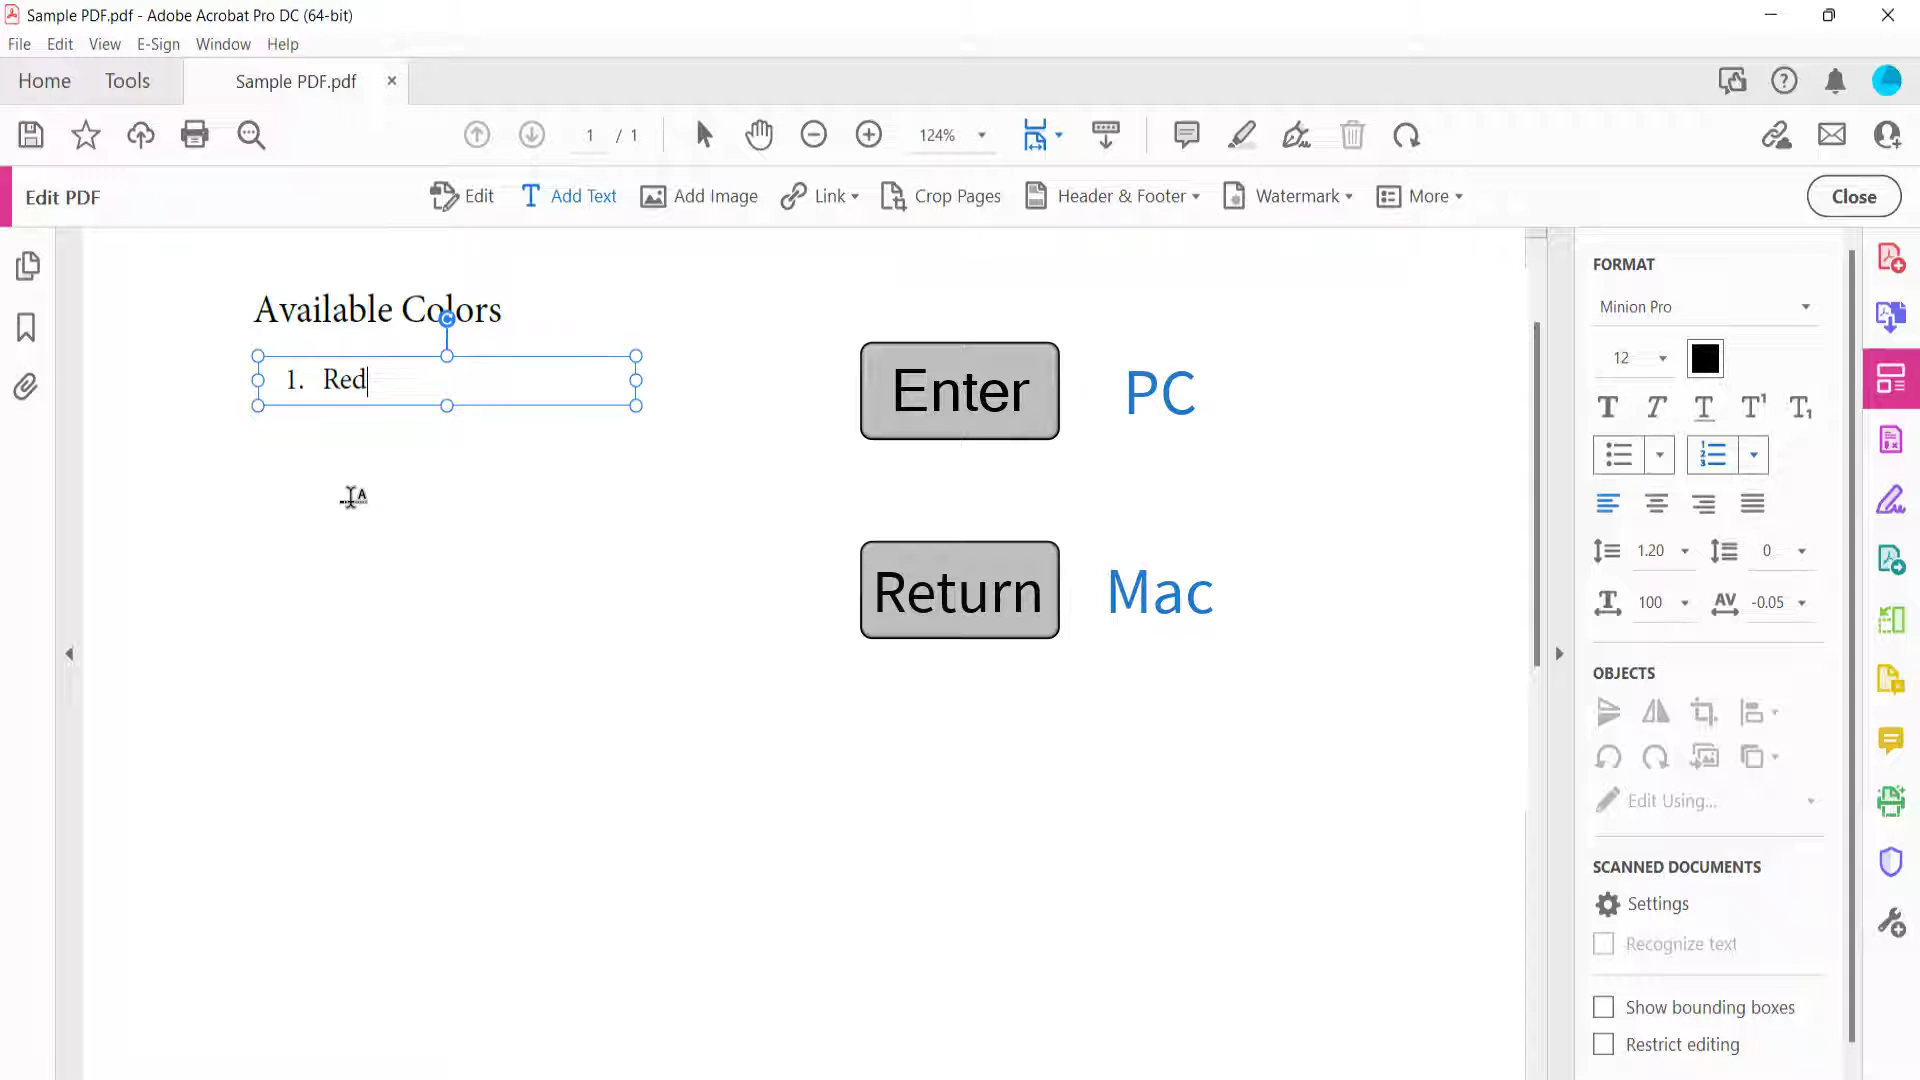 Sample PDF.pdf - Adobe Acrobat Pro DC (64-bit)
File Edit View E-Sign Window Help
Home Tools Sample PDF.pdf ×
1 / 1 124%
Edit PDF Edit Add Text Add Image Link Crop Pages Header & Footer Watermark More Close
Available Colors
1. Red
Enter PC
Return Mac
FORMAT
Minion Pro
12
1.20 0
100 -0.05
OBJECTS
Edit Using...
SCANNED DOCUMENTS
Settings
Recognize text
Show bounding boxes
Restrict editing